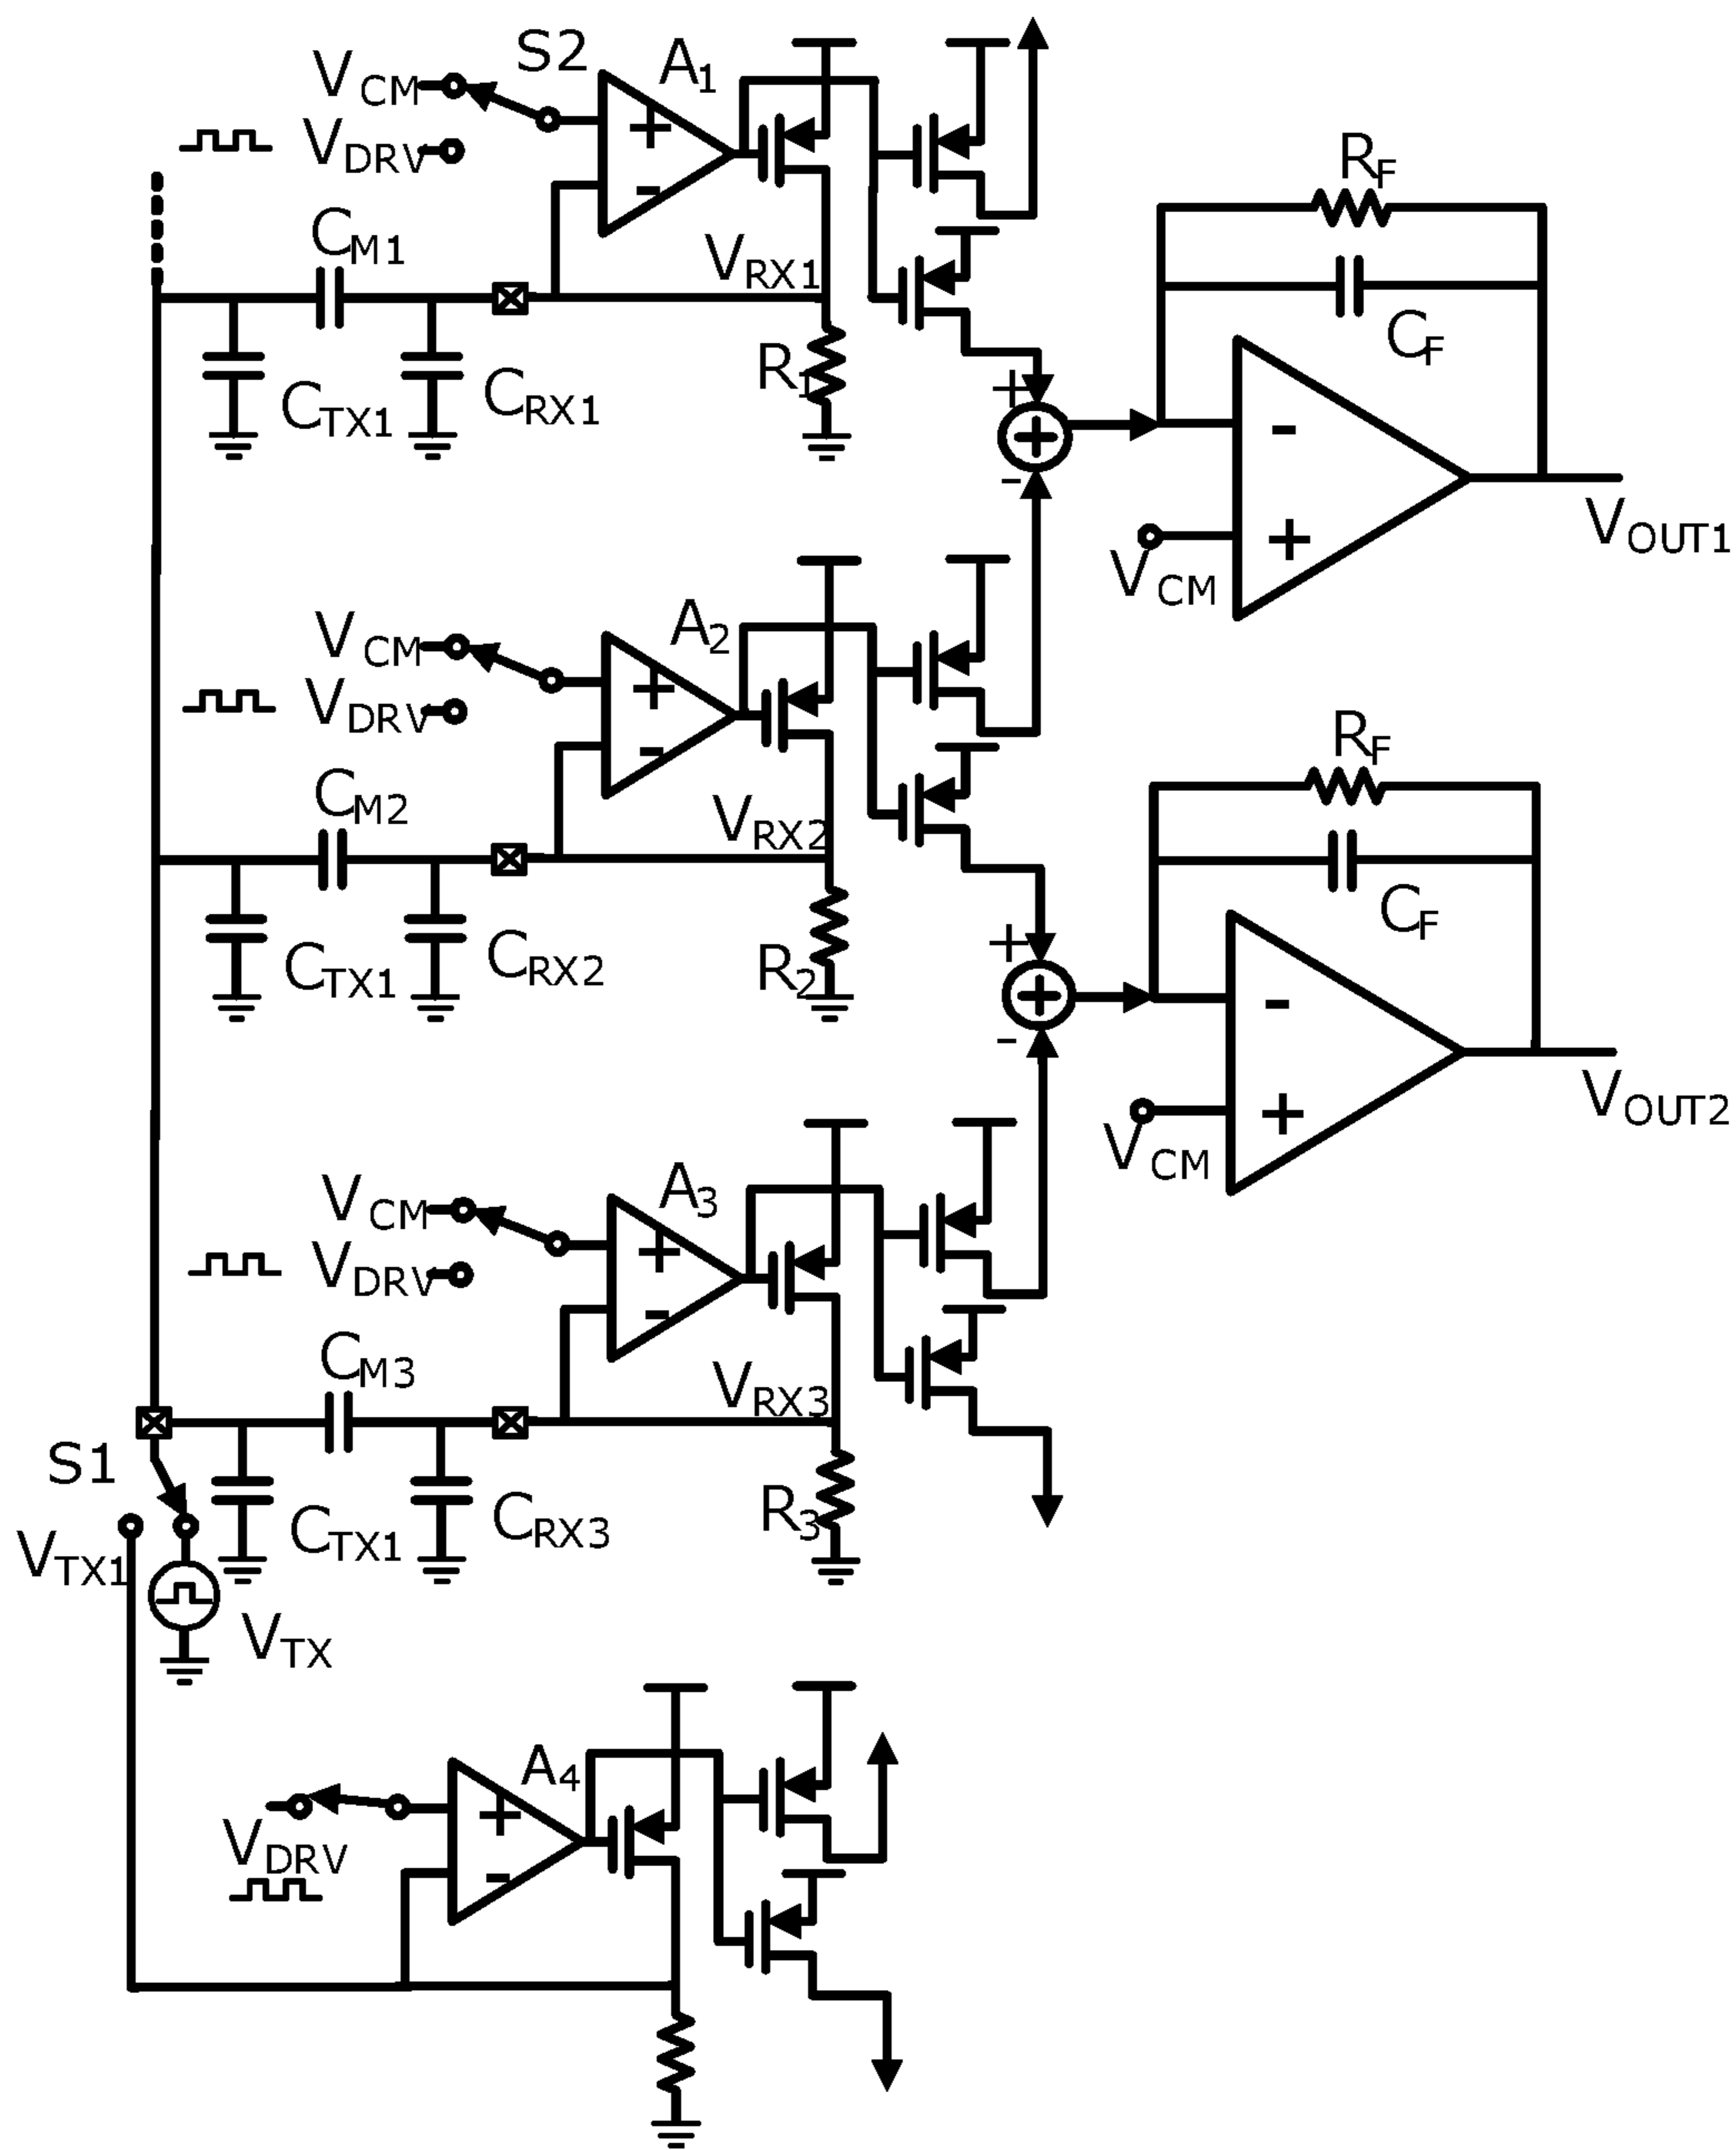 S2
A1
VCM
VDRV
RF
CM1
VRX1
CF
CTX1
CRX1
R1
+
-
+
-
+
-
+
VOUT1
VCM
A2
VCM
VDRV
RF
CM2
VRX2
CF
CTX1
CRX2
R2
+
-
+
-
+
-
+
VOUT2
VCM
A3
VCM
VDRV
CM3
VRX3
S1
CTX1
CRX3
R3
+
-
VTX1
VTX
A4
VDRV
+
-